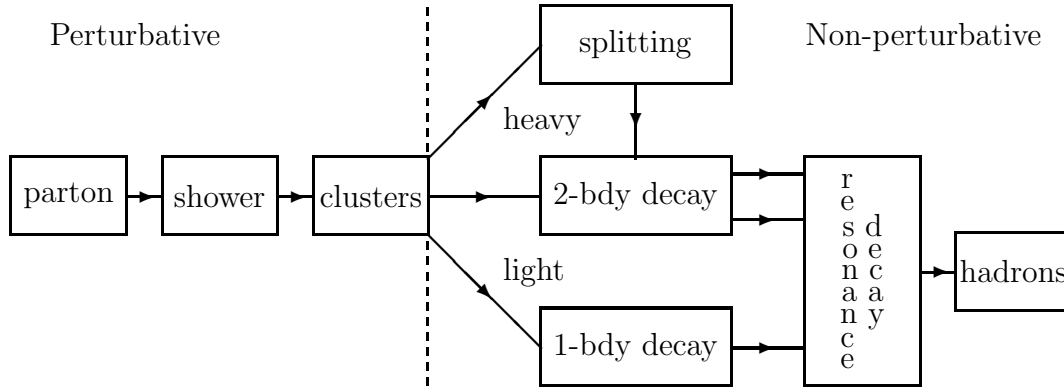 Perturbative
Non-perturbative
splitting
heavy
parton
shower
clusters
2-bdy decay
resonance
decay
hadrons
light
1-bdy decay